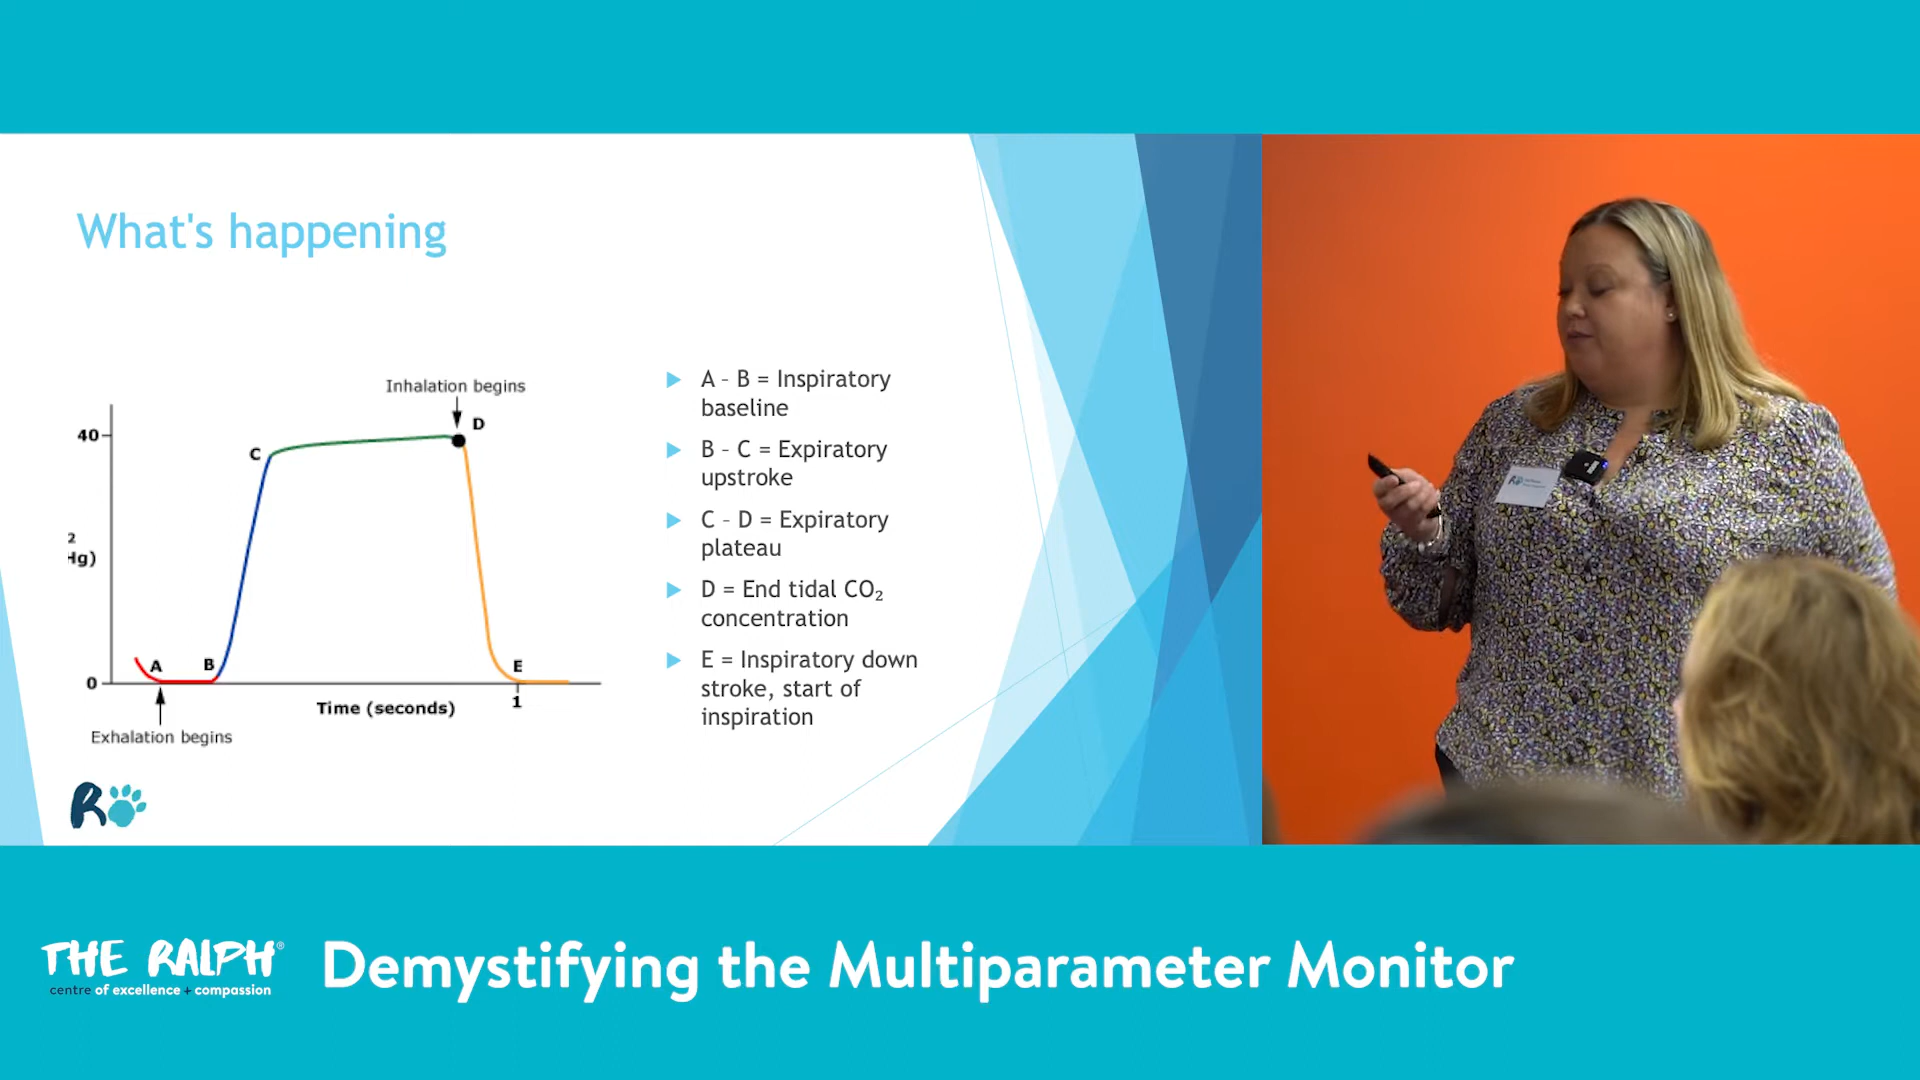 What's happening
Inhalation begins
D
40
C
2
Hg)
A
B
E
0
1
Time (seconds)
Exhalation begins
A - B = Inspiratory
baseline
B - C = Expiratory
upstroke
C - D = Expiratory
plateau
D = End tidal CO₂
concentration
E = Inspiratory down
stroke, start of
inspiration
R
THE RALPH®
centre of excellence + compassion
Demystifying the Multiparameter Monitor